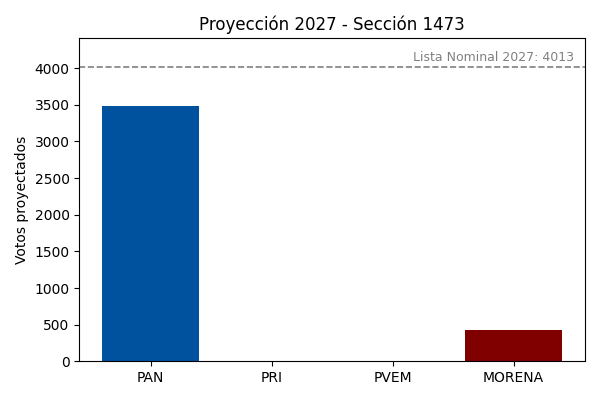 Proyección 2027 - Sección 1473
Lista Nominal 2027: 4013
Votos proyectados
4000
3500
3000
2500
2000
1500
1000
500
0
PAN PRI PVEM MORENA